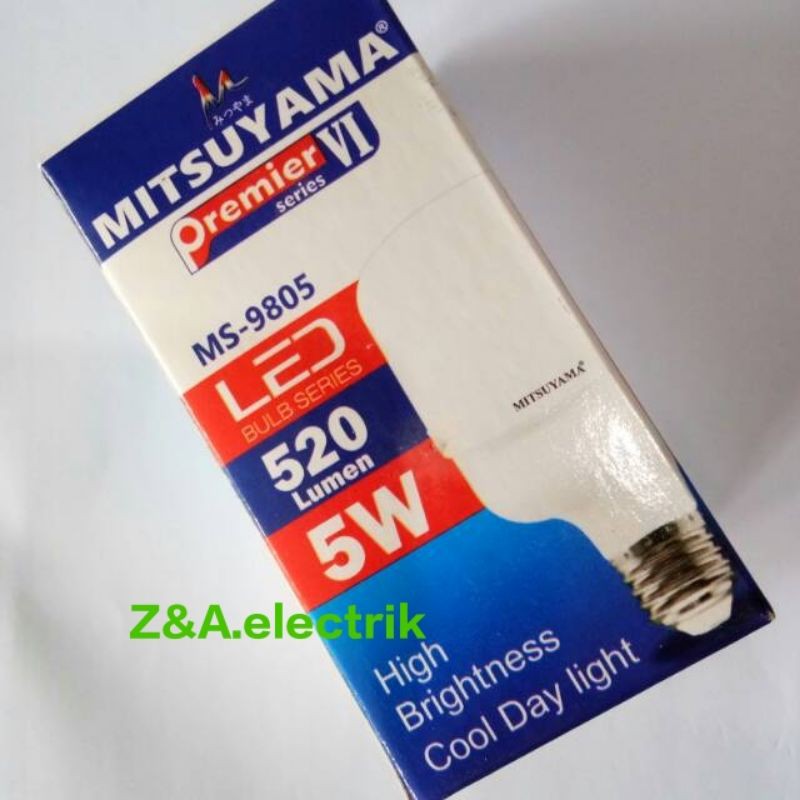 みつやま
MITSUYAMA®
Premier VI
series
MS-9805
LED
BULB SERIES
520
Lumen
5W
MITSUYAMA®
Z&A.electrik
High
Brightness
Cool Day light